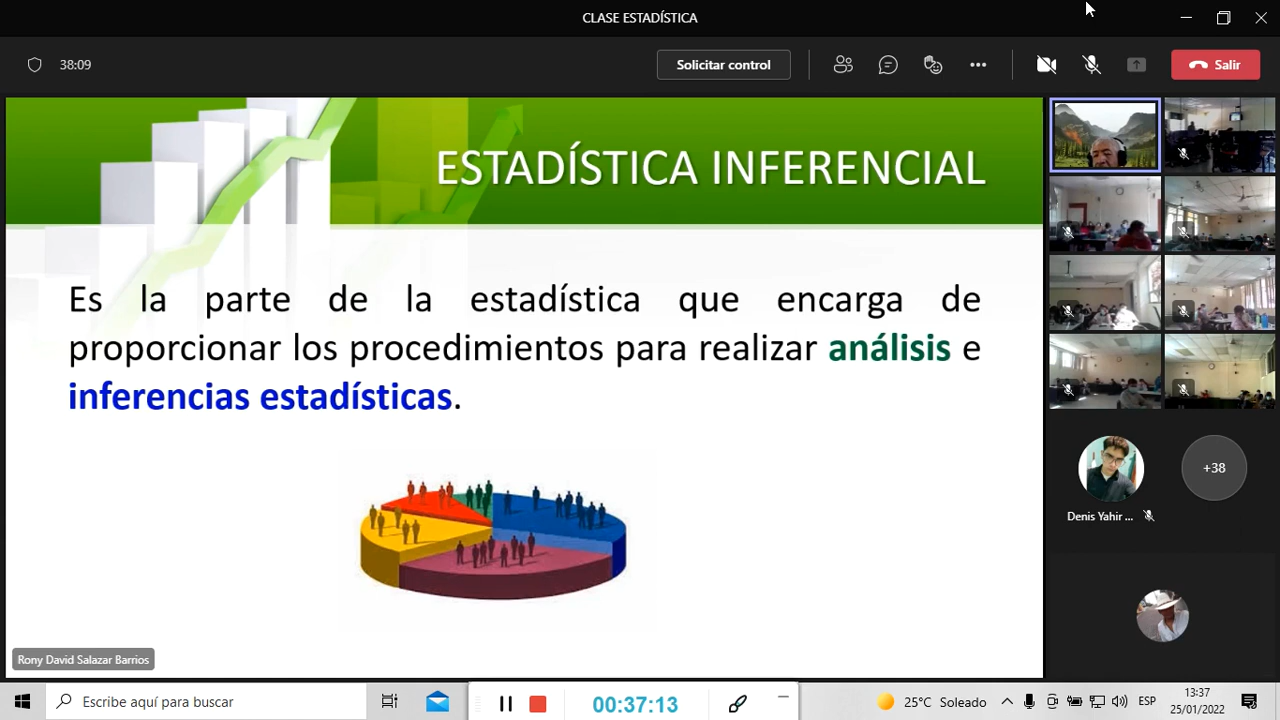 CLASE ESTADÍSTICA
38:09
Solicitar control
Salir
ESTADÍSTICA INFERENCIAL
Es la parte de la estadística que encarga de
proporcionar los procedimientos para realizar análisis e
inferencias estadísticas.
Denis Yahir ...
+38
Rony David Salazar Barrios
Escribe aquí para buscar
00:37:13
25°C Soleado
ESP
13:37
25/01/2022